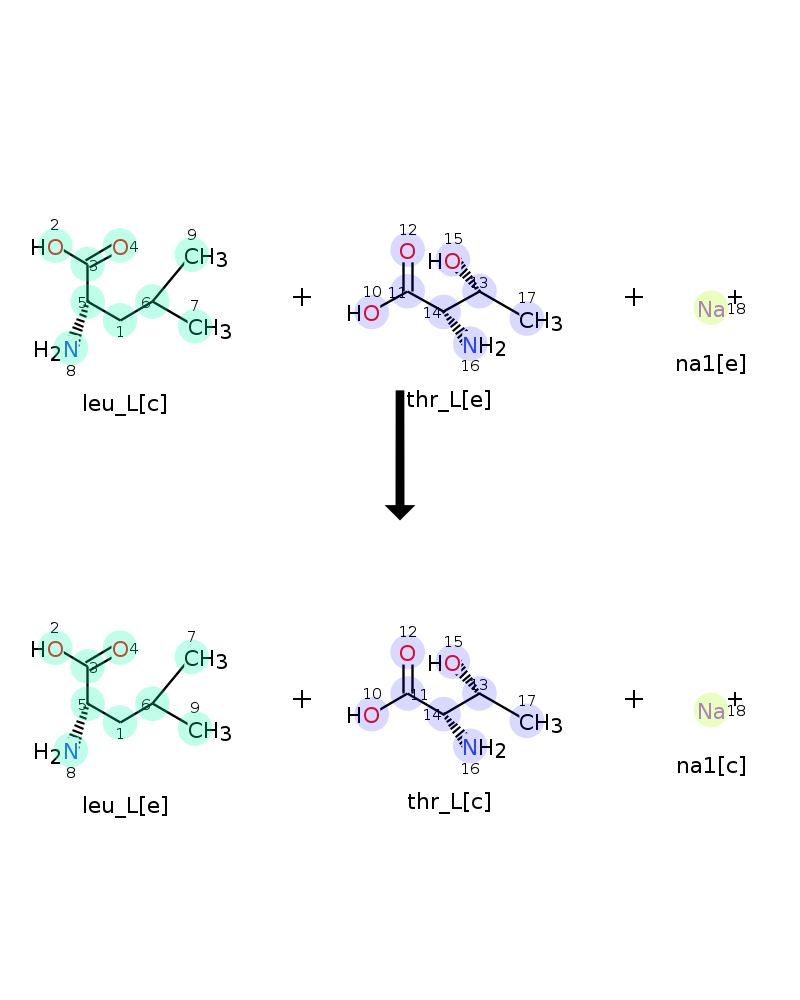 2 HO 3 O 4 9 CH3 5 1 6 7 CH3 H2N 8
+
12 O 15 HO 10 HO 11 13 14 17 CH3 NH2 16
+
Na + 18
leu_L[c]
thr_L[e]
na1[e]
2 HO 3 O 4 7 CH3 5 1 6 9 CH3 H2N 8
+
12 O 15 HO 10 HO 11 13 14 17 CH3 NH2 16
+
Na + 18
leu_L[e]
thr_L[c]
na1[c]